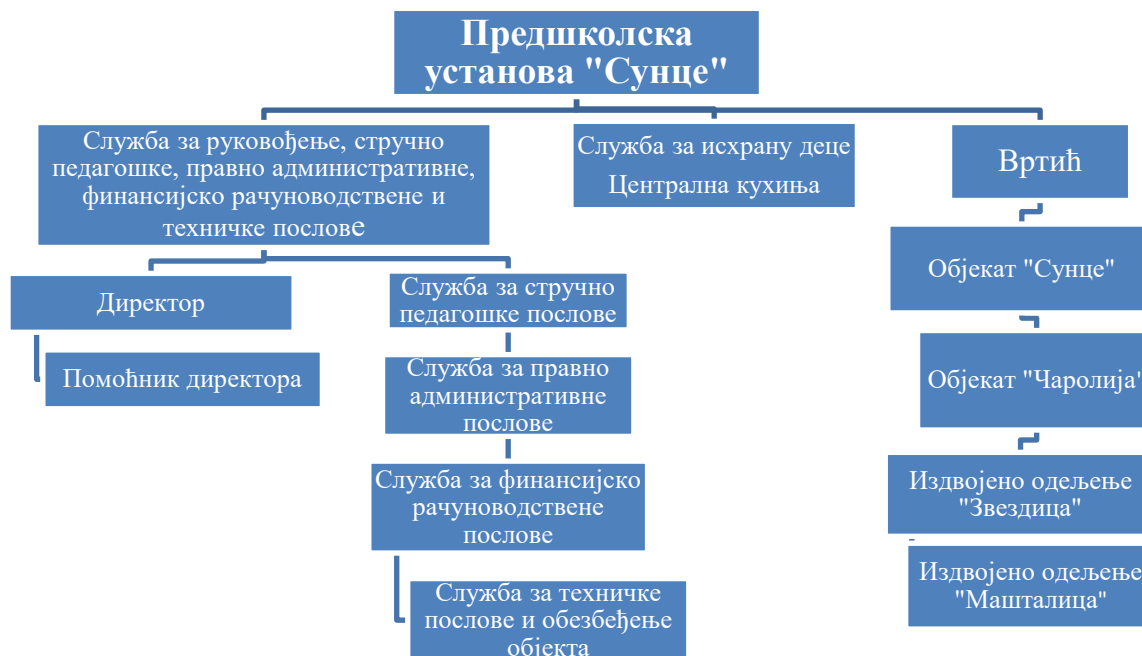 Предшколска
установа "Сунце"
Служба за руковођење, стручно
педагошке, правно административне,
финансијско рачуноводствене и
техничке послове
Служба за исхрану деце
Централна кухиња
Вртић
Директор
Помоћник директора
Служба за стручно
педагошке послове
Служба за правно
административне
послове
Служба за финансијско
рачуноводствене
послове
Служба за техничке
послове и обезбеђење
објекта
Објекат "Сунце"
Објекат "Чаролија"
Издвојено одељење
"Звездица"
Издвојено одељење
"Машталица"